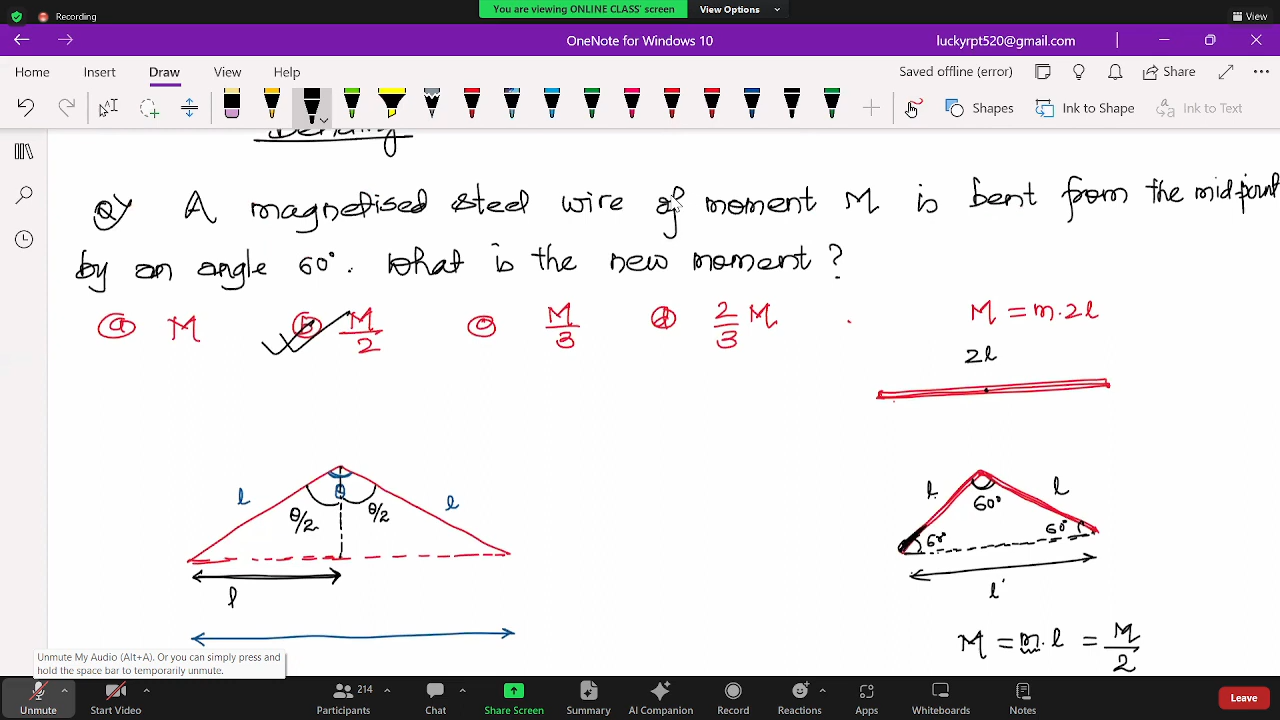 You are viewing ONLINE CLASS' screen
View Options
Recording
View
OneNote for Windows 10
luckyrpt520@gmail.com
Home
Insert
Draw
View
Help
Saved offline (error)
Share
Shapes
Ink to Shape
Ink to Text
Bending
Q) A magnetised steel wire of moment M is bent from the midpoint
by an angle 60°. What is the new moment?
ⓐ M ⓑ M/2 ⓒ M/3 ⓓ 2/3 M
M = m.2l
2l
l θ l
θ/2 θ/2
l
l l
60°
60° 60°
l'
M = m.l = M/2
Unmute My Audio (Alt+A). Or you can simply press and
hold the space bar to temporarily unmute.
Unmute
Start Video
214
Participants
Chat
Share Screen
Summary
AI Companion
Record
Reactions
Apps
Whiteboards
Notes
Leave